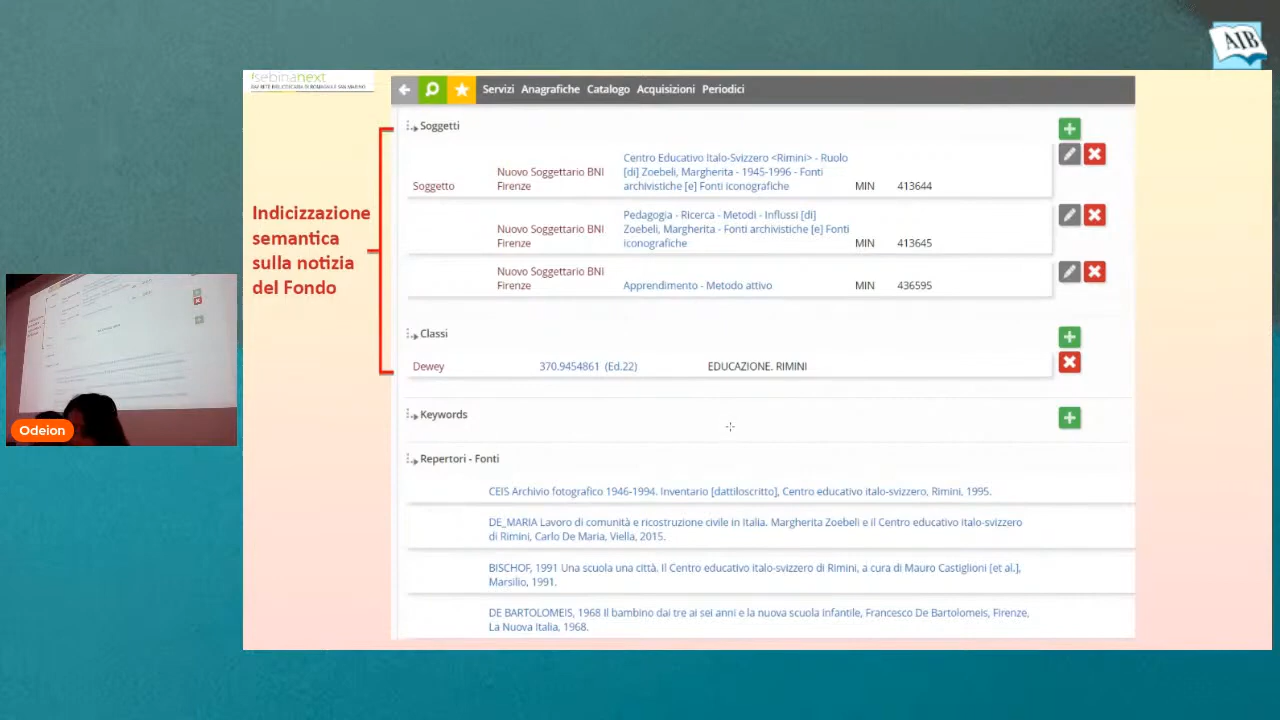 AIB
sebinanext
Servizi Anagrafiche Catalogo Acquisizioni Periodici
Soggetti
Indicizzazione
semantica
sulla notizia
del Fondo
Soggetto
Nuovo Soggettario BNI
Firenze
Centro Educativo Italo-Svizzero <Rimini> - Ruolo
[di] Zoebeli, Margherita - 1945-1996 - Fonti
archivistiche [e] Fonti iconografiche
MIN 413644
Nuovo Soggettario BNI
Firenze
Pedagogia - Ricerca - Metodi - Influssi [di]
Zoebeli, Margherita - Fonti archivistiche [e] Fonti
iconografiche
MIN 413645
Nuovo Soggettario BNI
Firenze
Apprendimento - Metodo attivo
MIN 436595
Classi
Dewey 370.9454861 (Ed.22) EDUCAZIONE. RIMINI
Keywords
Repertori - Fonti
CEIS Archivio fotografico 1946-1994. Inventario [dattiloscritto], Centro educativo italo-svizzero, Rimini, 1995.
DE_MARIA Lavoro di comunità e ricostruzione civile in Italia. Margherita Zoebeli e il Centro educativo italo-svizzero
di Rimini, Carlo De Maria, Viella, 2015.
BISCHOF, 1991 Una scuola una città. Il Centro educativo italo-svizzero di Rimini, a cura di Mauro Castiglioni [et al.],
Marsilio, 1991.
DE BARTOLOMEIS, 1968 Il bambino dai tre ai sei anni e la nuova scuola infantile, Francesco De Bartolomeis, Firenze,
La Nuova Italia, 1968.
Odeion